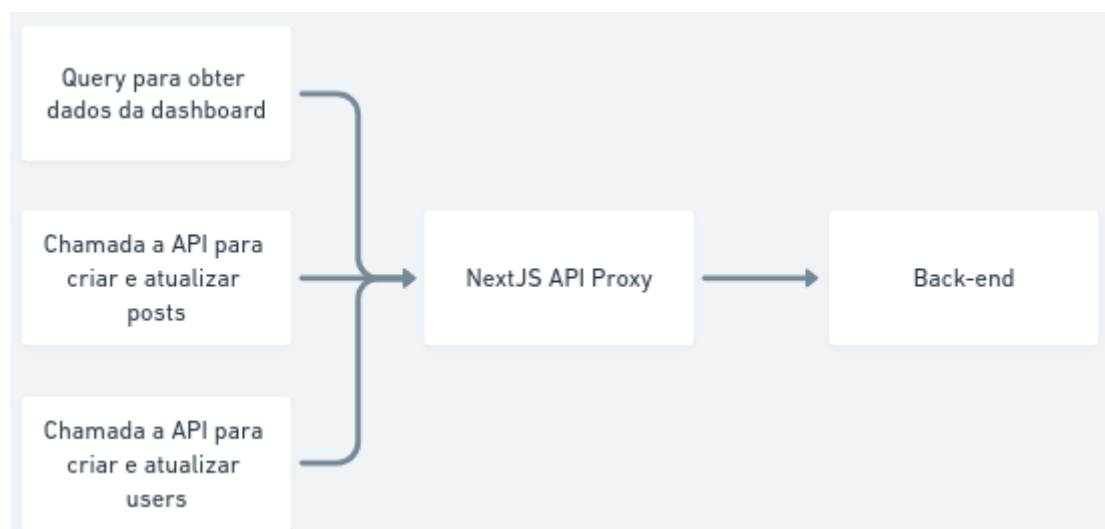 Query para obter
dados da dashboard
Chamada a API para
criar e atualizar
posts
NextJS API Proxy
Back-end
Chamada a API para
criar e atualizar
users